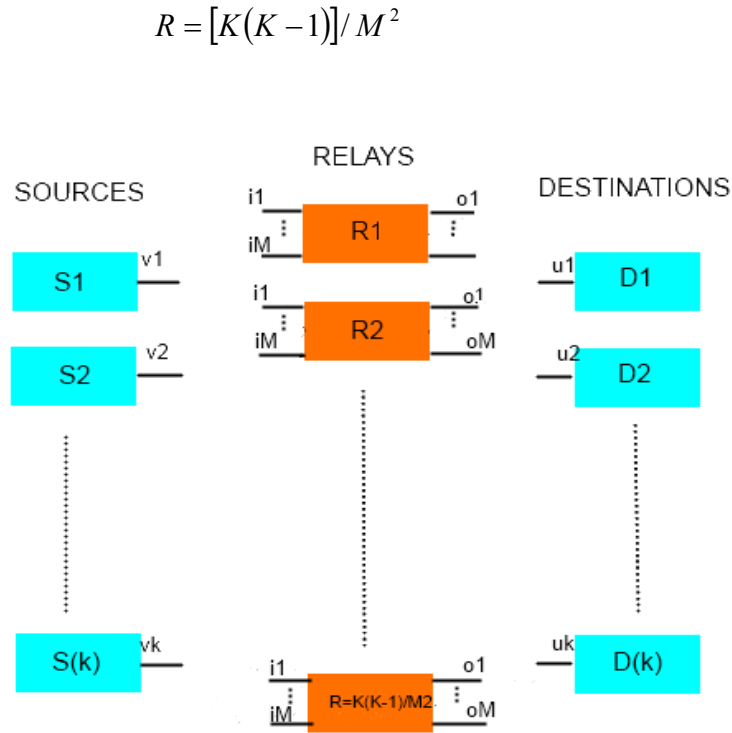 R = [K(K − 1)]/ M²
RELAYS
SOURCES
DESTINATIONS
i1 R1 o1
iM
v1
S1
u1 D1
i1 R2 o1
iM oM
v2
S2
u2 D2
vk
S(k)
uk D(k)
i1 R=K(K-1)/M2 o1
iM oM